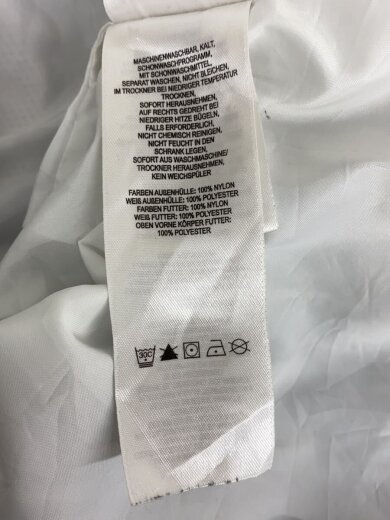 MASCHINENWASCHBAR, KALT,
SCHONWASCHPROGRAMM,
MIT SCHONWASCHMITTEL,
SEPARAT WASCHEN, NICHT BLEICHEN,
IM TROCKNER BEI NIEDRIGER TEMPERATUR
TROCKNEN,
SOFORT HERAUSNEHMEN,
AUF RECHTS GEDREHT BEI
NIEDRIGER HITZE BÜGELN,
FALLS ERFORDERLICH,
NICHT CHEMISCH REINIGEN,
NICHT FEUCHT IN DEN
SCHRANK LEGEN,
SOFORT AUS WASCHMASCHINE/
TROCKNER HERAUSNEHMEN,
KEIN WEICHSPÜLER
FARBEN AUßENHÜLLE: 100% NYLON
WEIß AUßENHÜLLE: 100% POLYESTER
FARBEN FUTTER: 100% NYLON
WEIß FUTTER: 100% POLYESTER
OBEN VORNE KÖRPER FUTTER:
100% POLYESTER
30C